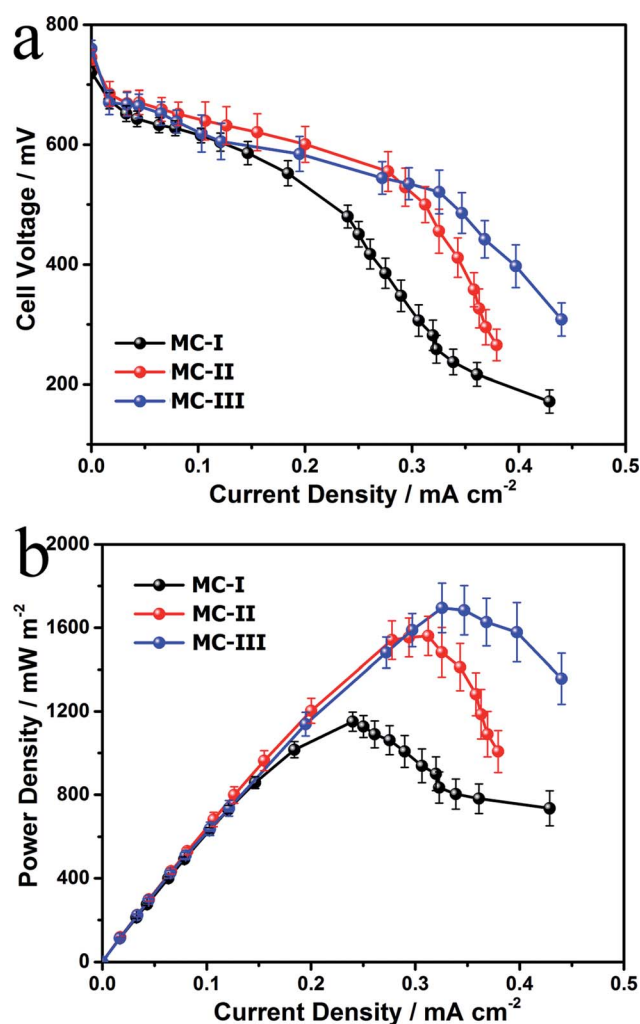 a
800
600
400
200
Cell Voltage / mV
MC-I
MC-II
MC-III
0.0 0.1 0.2 0.3 0.4 0.5
Current Density / mA cm⁻²
b
2000
1600
1200
800
400
0
Power Density / mW m⁻²
MC-I
MC-II
MC-III
0.0 0.1 0.2 0.3 0.4 0.5
Current Density / mA cm⁻²